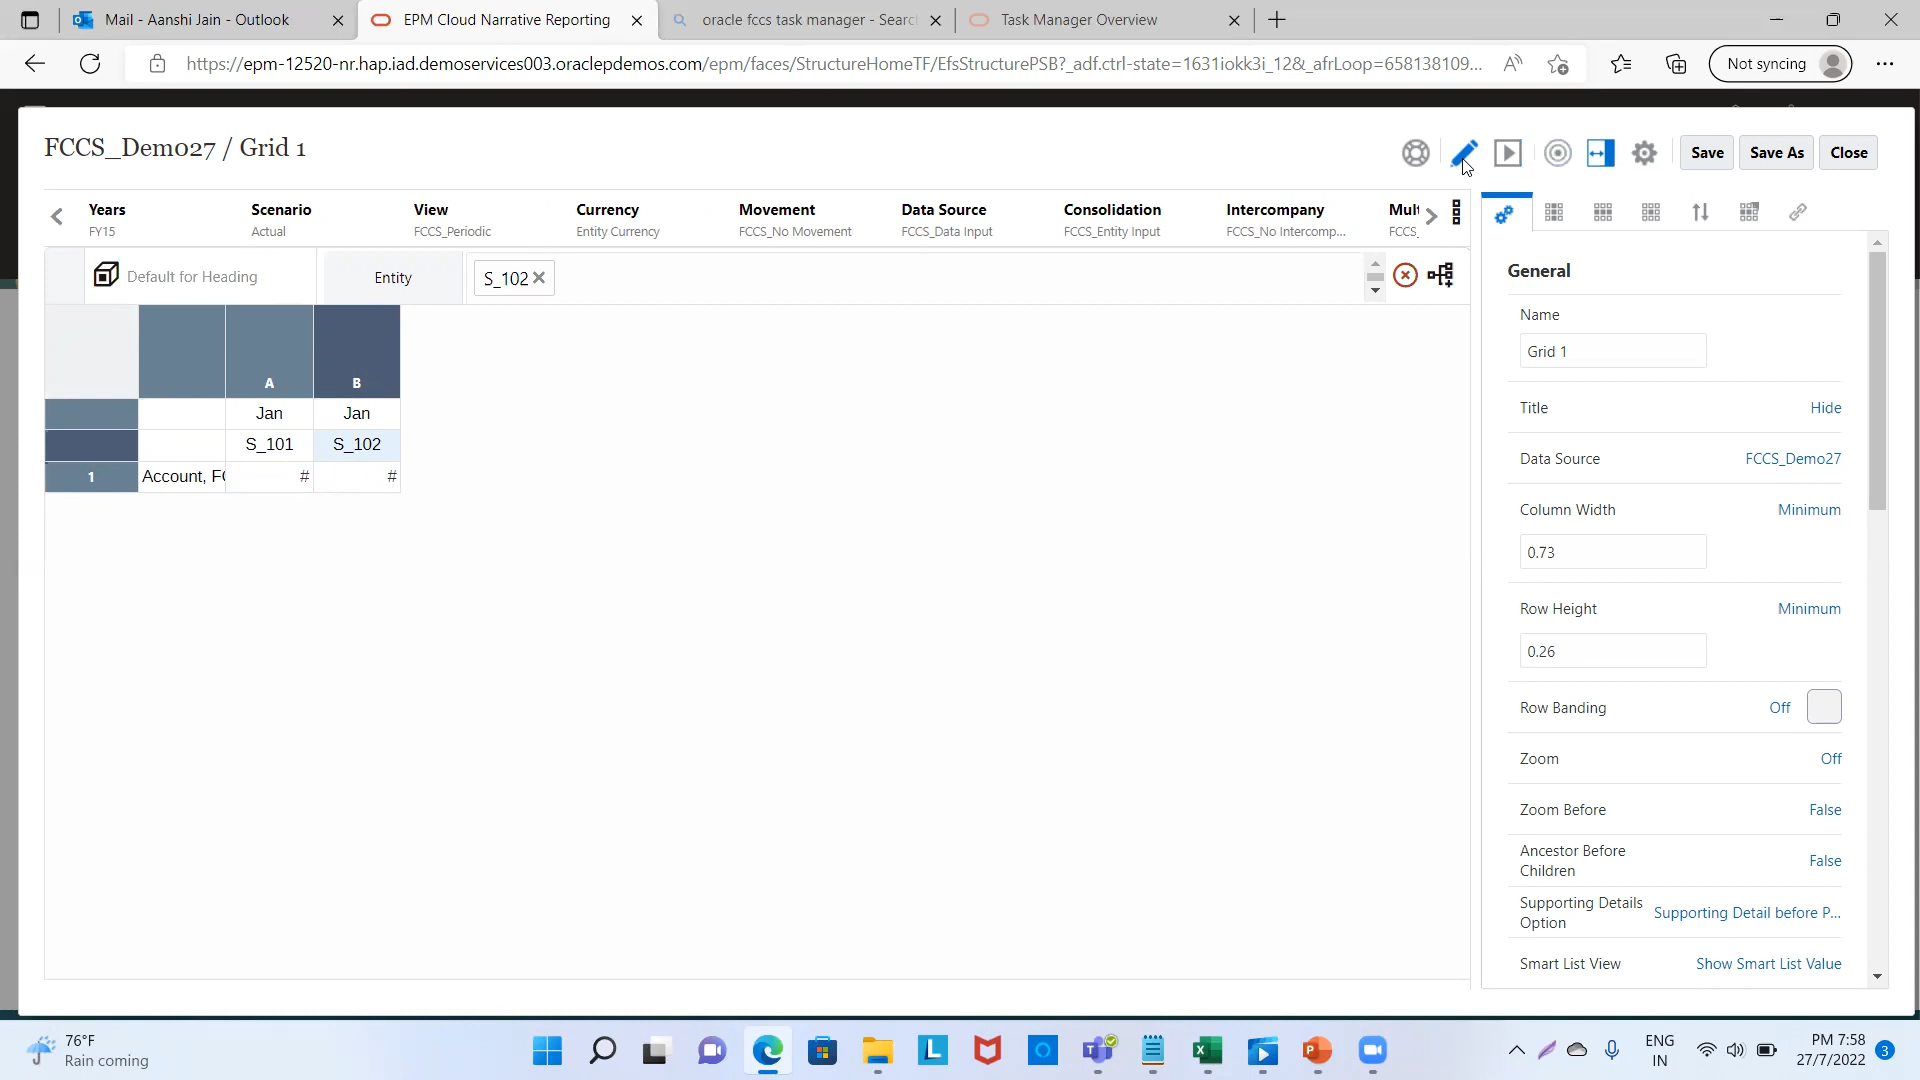 Mail - Aanshi Jain - Outlook
EPM Cloud Narrative Reporting
oracle fccs task manager - Searc
Task Manager Overview
https://epm-12520-nr.hap.iad.demoservices003.oraclepdemos.com/epm/faces/StructureHomeTF/EfsStructurePSB?_adf.ctrl-state=1631iokk3i_12&_afrLoop=658138109...
Not syncing
FCCS_Demo27 / Grid 1
Save
Save As
Close
Years
FY15
Scenario
Actual
View
FCCS_Periodic
Currency
Entity Currency
Movement
FCCS_No Movement
Data Source
FCCS_Data Input
Consolidation
FCCS_Entity Input
Intercompany
FCCS_No Intercomp...
Mult
FCCS_
Default for Heading
Entity
S_102
A B
Jan Jan
S_101 S_102
1 Account, FC # #
General
Name
Grid 1
Title Hide
Data Source FCCS_Demo27
Column Width Minimum
0.73
Row Height Minimum
0.26
Row Banding Off
Zoom Off
Zoom Before False
Ancestor Before
Children
False
Supporting Details
Option
Supporting Detail before P...
Smart List View Show Smart List Value
76°F
Rain coming
ENG
IN
PM 7:58
27/7/2022
3